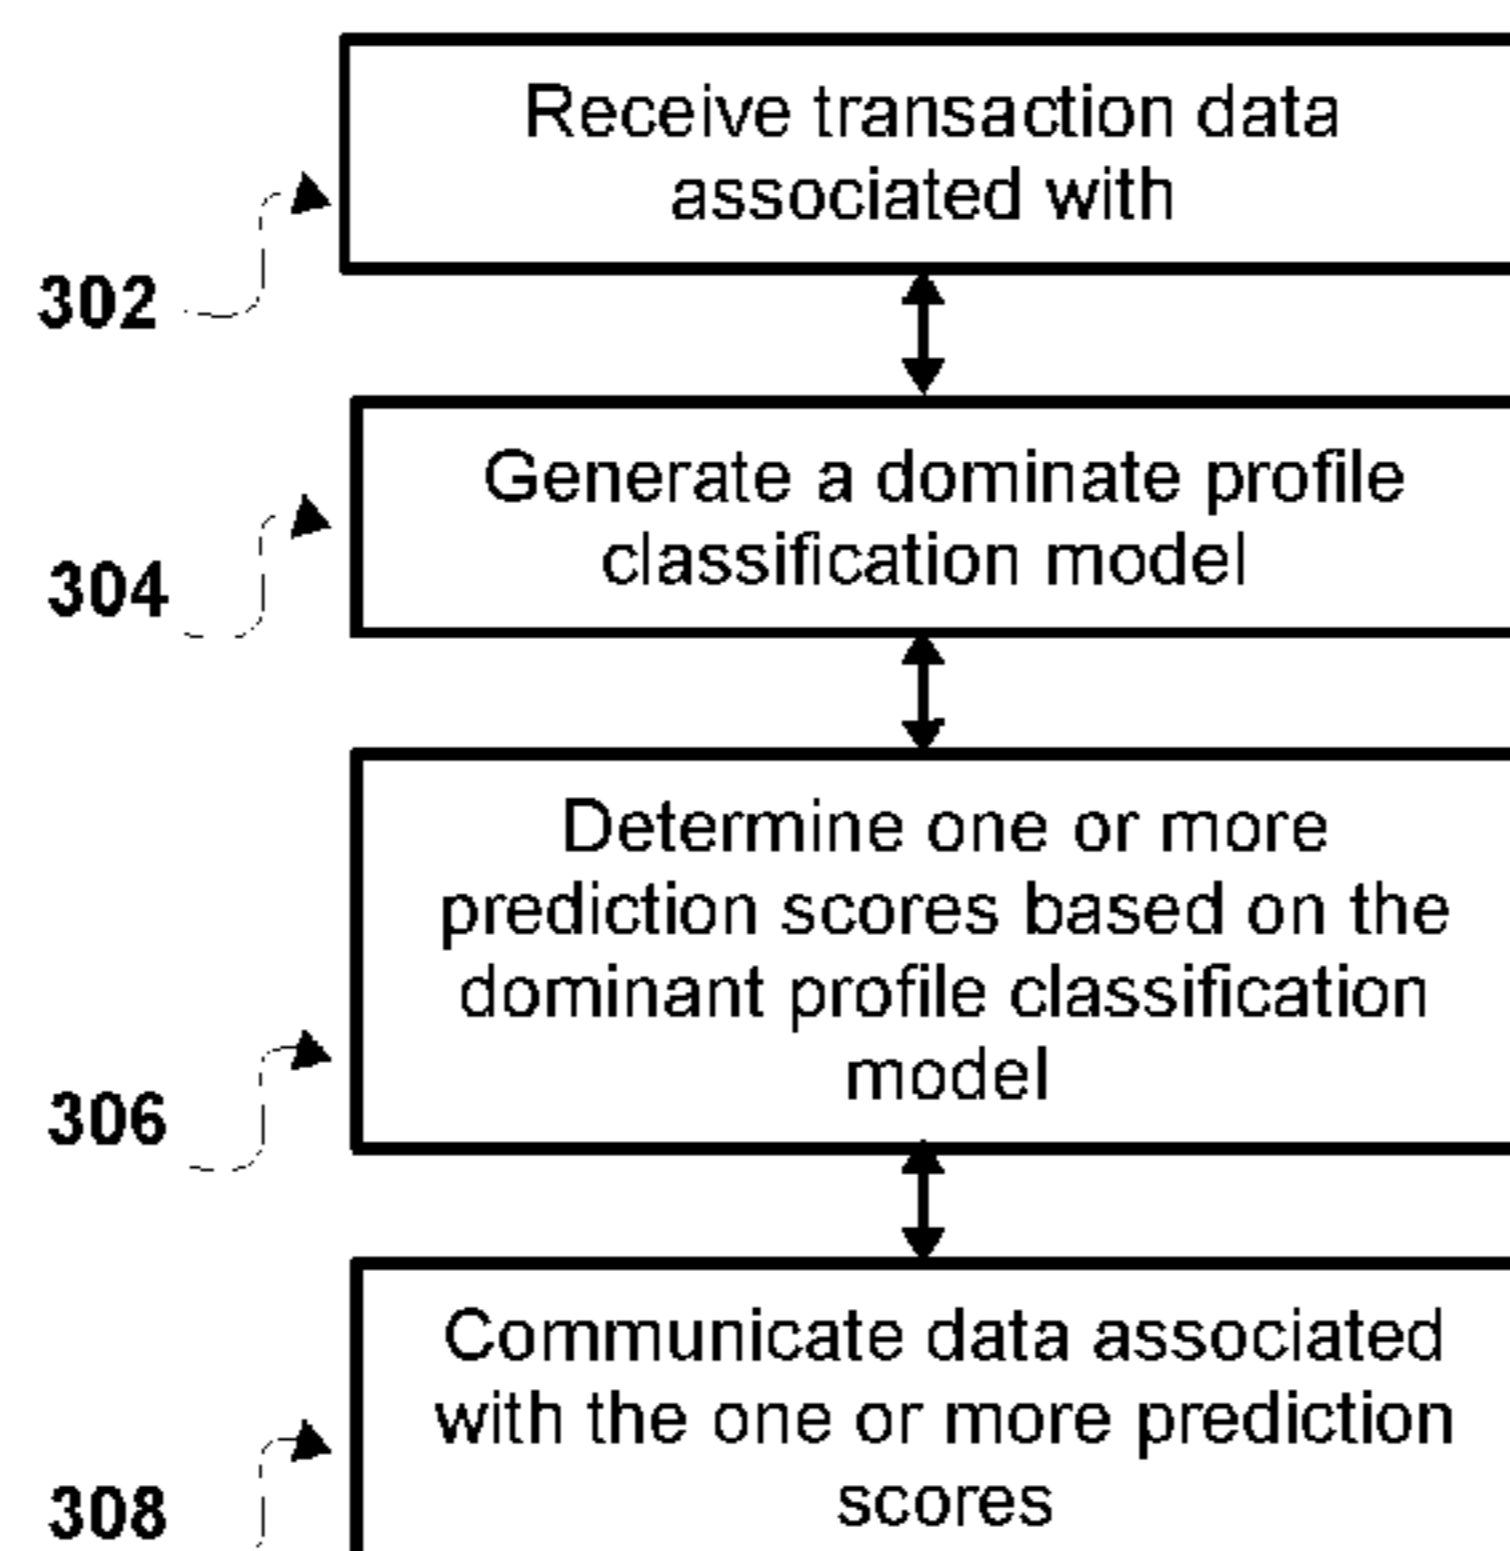 Receive transaction data
associated with
302
Generate a dominate profile
classification model
304
Determine one or more
prediction scores based on the
dominant profile classification
model
306
Communicate data associated
with the one or more prediction
scores
308